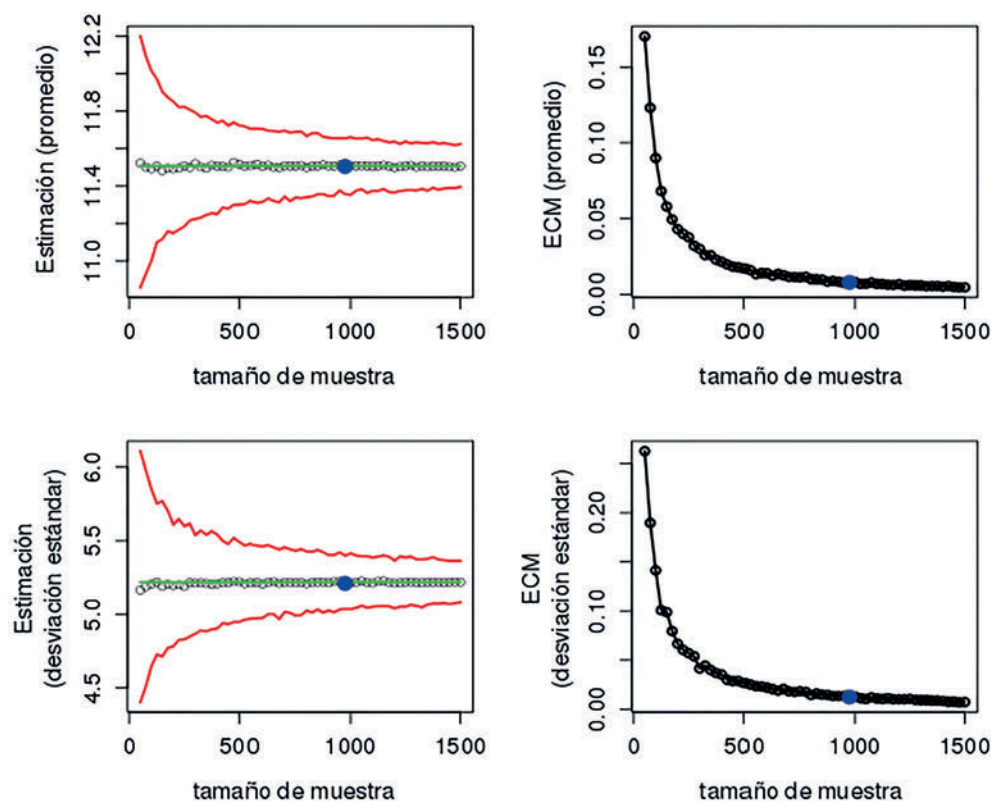 Estimación (promedio)
12.2
11.8
11.4
11.0
0 500 1000 1500
tamaño de muestra
ECM (promedio)
0.15
0.10
0.05
0.00
0 500 1000 1500
tamaño de muestra
Estimación
(desviación estándar)
6.0
5.5
5.0
4.5
0 500 1000 1500
tamaño de muestra
ECM
(desviación estándar)
0.20
0.10
0.00
0 500 1000 1500
tamaño de muestra